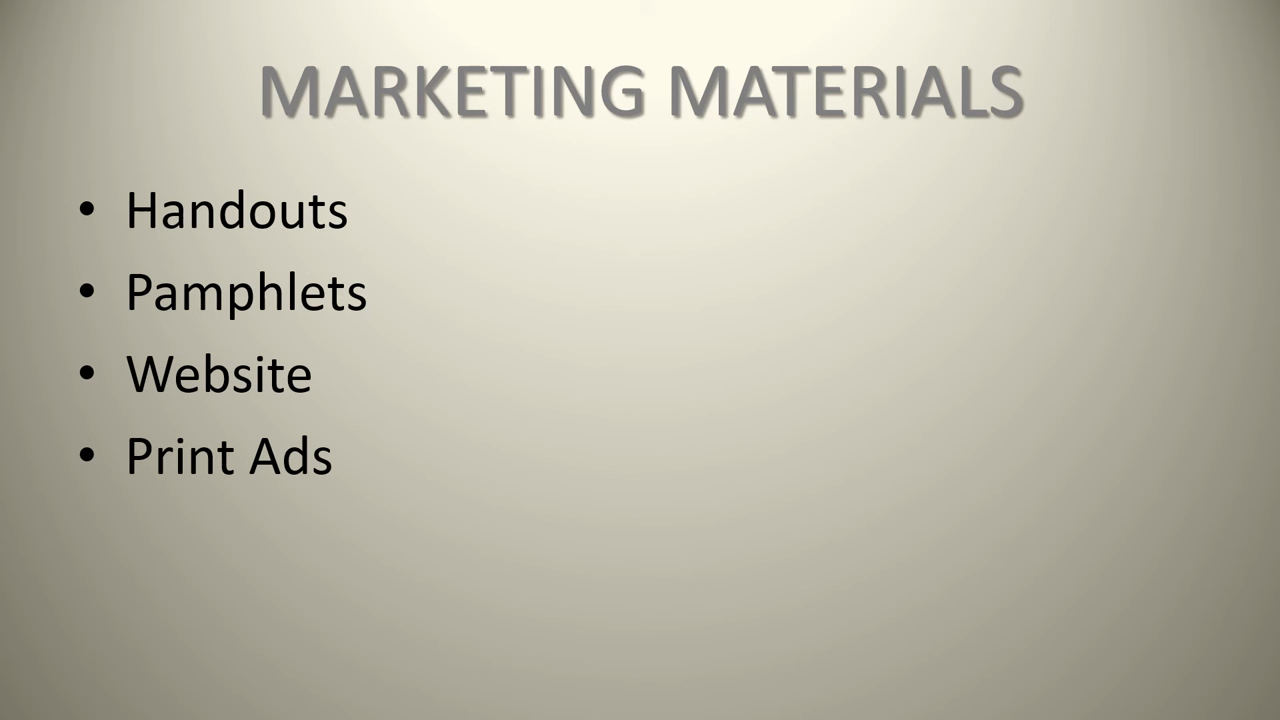 MARKETING MATERIALS
• Handouts
• Pamphlets
• Website
• Print Ads